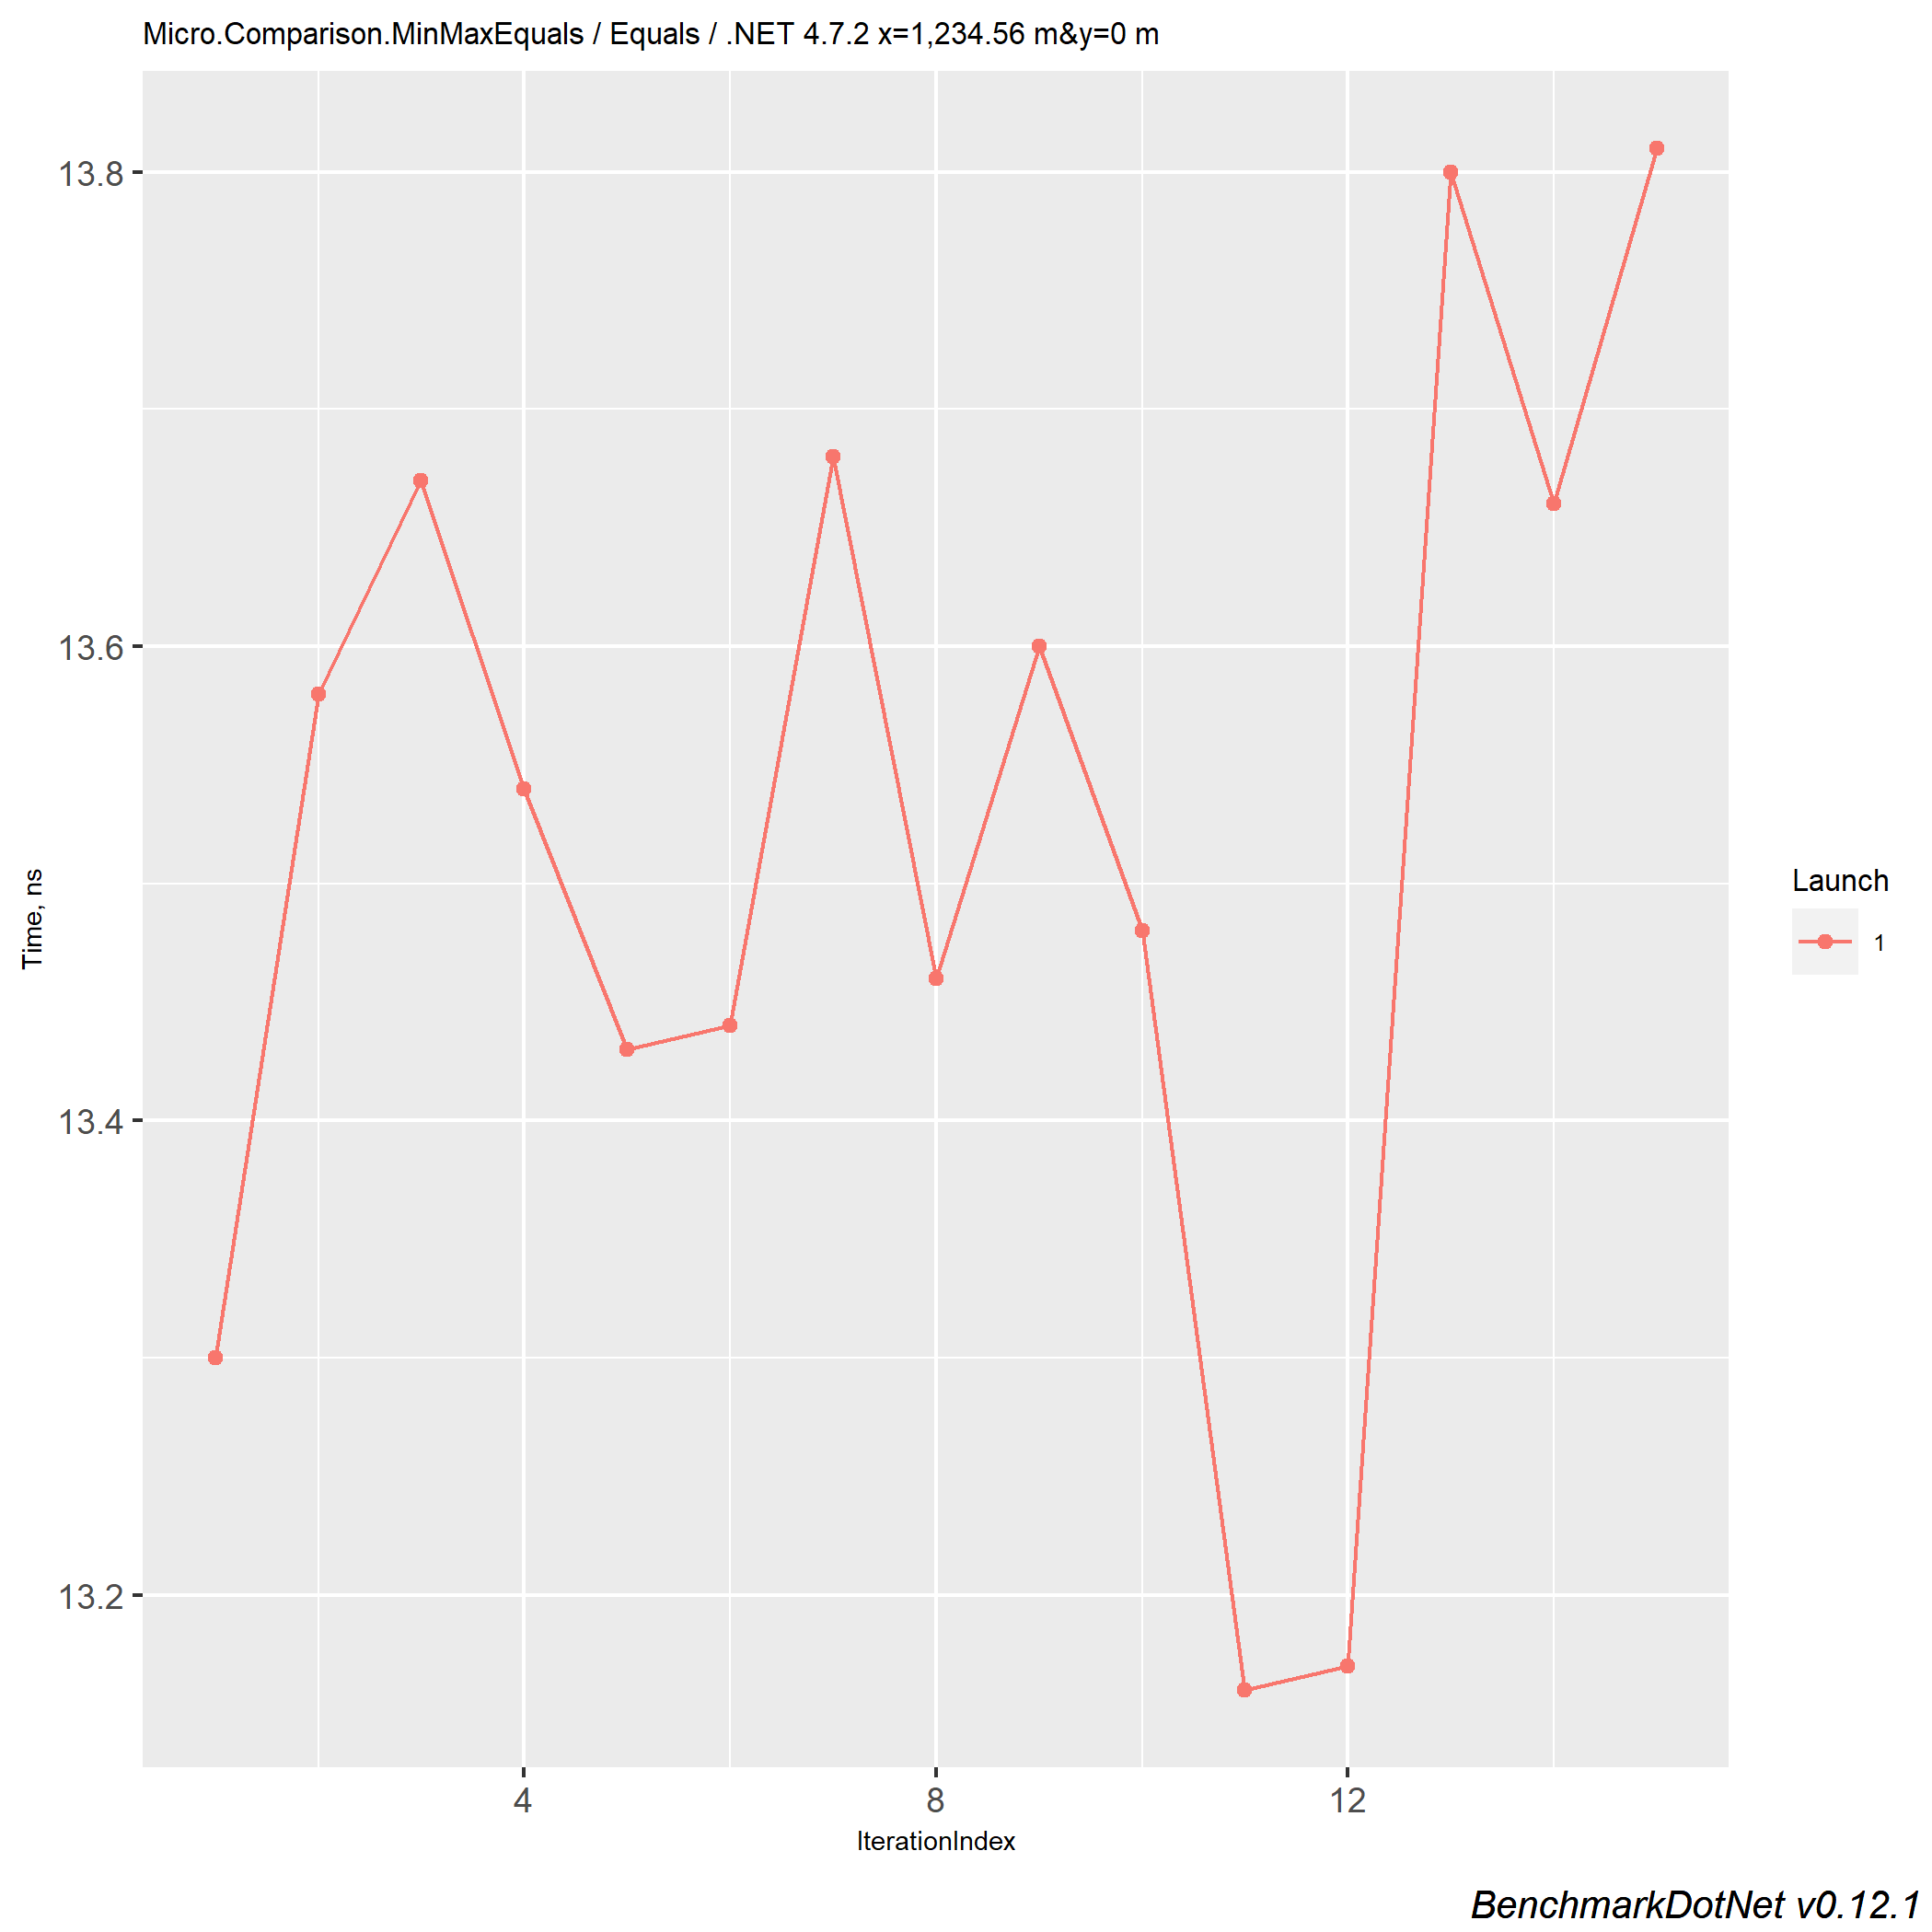 Micro.Comparison.MinMaxEquals / Equals / .NET 4.7.2 x=1,234.56 m&y=0 m
13.8
13.6
13.4
13.2
Time, ns
4
8
12
IterationIndex
Launch
1
BenchmarkDotNet v0.12.1